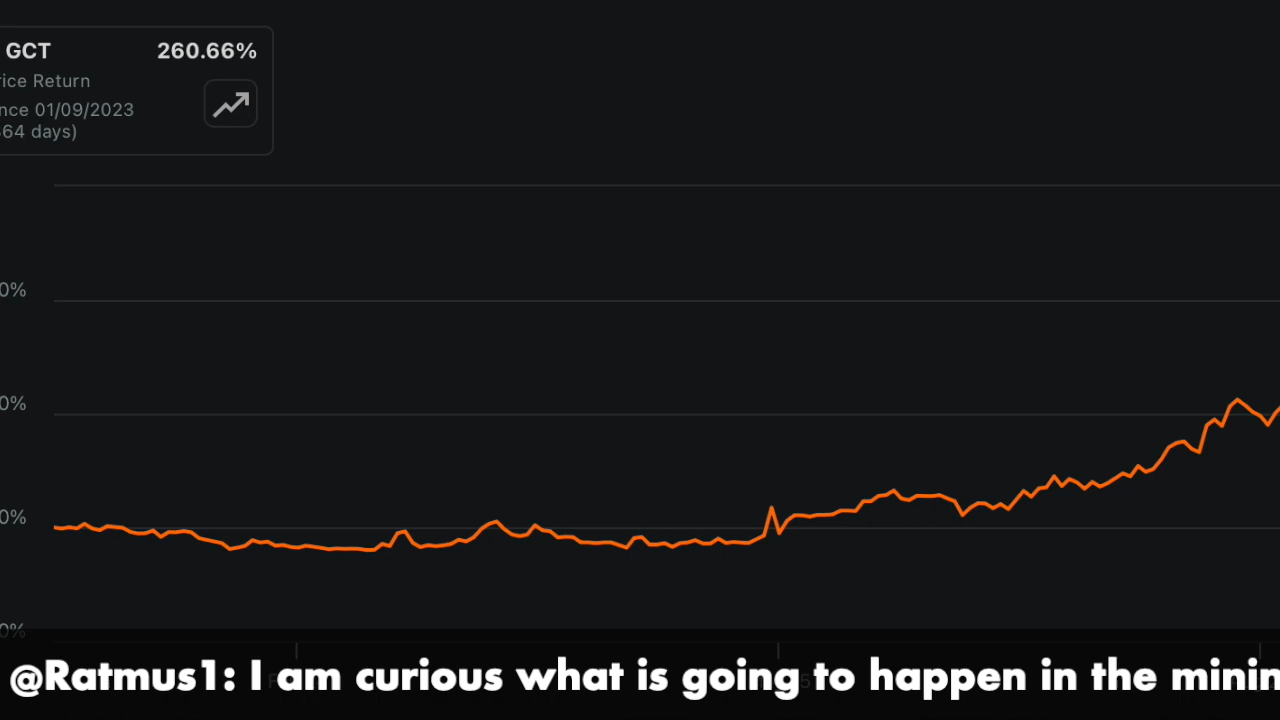 GCT 260.66%
rice Return
nce 01/09/2023
64 days)
0%
0%
0%
0%
@Ratmus1: I am curious what is going to happen in the minin